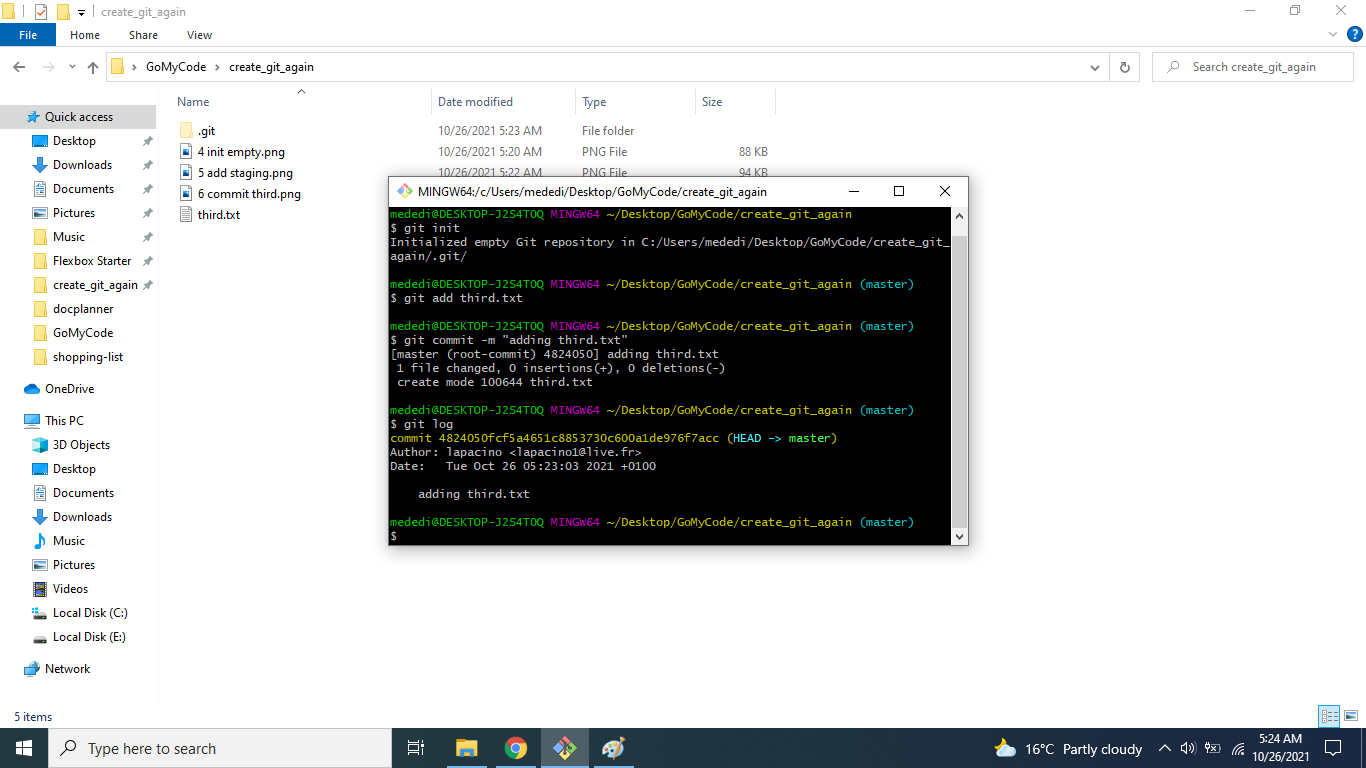 create_git_again
File Home Share View
GoMyCode create_git_again
Search create_git_again
Name Date modified Type Size
Quick access
Desktop
Downloads
Documents
Pictures
Music
Flexbox Starter
create_git_again
docplanner
GoMyCode
shopping-list
OneDrive
This PC
3D Objects
Desktop
Documents
Downloads
Music
Pictures
Videos
Local Disk (C:)
Local Disk (E:)
Network
.git 10/26/2021 5:23 AM File folder
4 init empty.png 10/26/2021 5:20 AM PNG File 88 KB
5 add staging.png 10/26/2021 5:22 AM PNG File 94 KB
6 commit third.png
third.txt
MINGW64:/c/Users/mededi/Desktop/GoMyCode/create_git_again
mededi@DESKTOP-J2S4TOQ MINGW64 ~/Desktop/GoMyCode/create_git_again
$ git init
Initialized empty Git repository in C:/Users/mededi/Desktop/GoMyCode/create_git_
again/.git/
mededi@DESKTOP-J2S4TOQ MINGW64 ~/Desktop/GoMyCode/create_git_again (master)
$ git add third.txt
mededi@DESKTOP-J2S4TOQ MINGW64 ~/Desktop/GoMyCode/create_git_again (master)
$ git commit -m "adding third.txt"
[master (root-commit) 4824050] adding third.txt
1 file changed, 0 insertions(+), 0 deletions(-)
create mode 100644 third.txt
mededi@DESKTOP-J2S4TOQ MINGW64 ~/Desktop/GoMyCode/create_git_again (master)
$ git log
commit 4824050fcf5a4651c8853730c600a1de976f7acc (HEAD -> master)
Author: lapacino <lapacino1@live.fr>
Date: Tue Oct 26 05:23:03 2021 +0100
adding third.txt
mededi@DESKTOP-J2S4TOQ MINGW64 ~/Desktop/GoMyCode/create_git_again (master)
$
5 items
Type here to search
16°C Partly cloudy
5:24 AM
10/26/2021